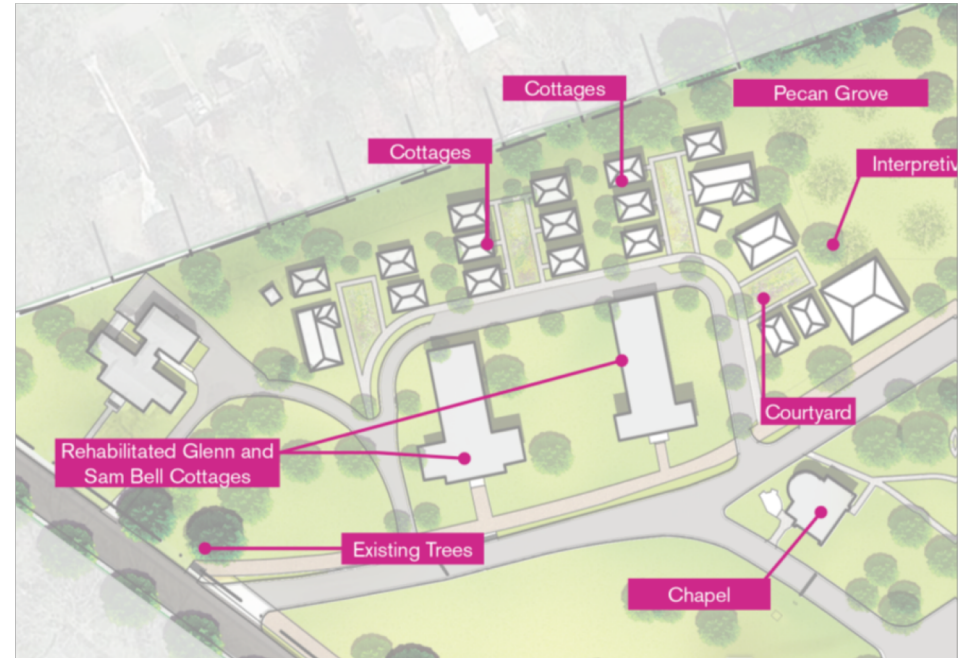 Cottages
Pecan Grove
Cottages
Interpretiv
Courtyard
Rehabilitated Glenn and
Sam Bell Cottages
Existing Trees
Chapel